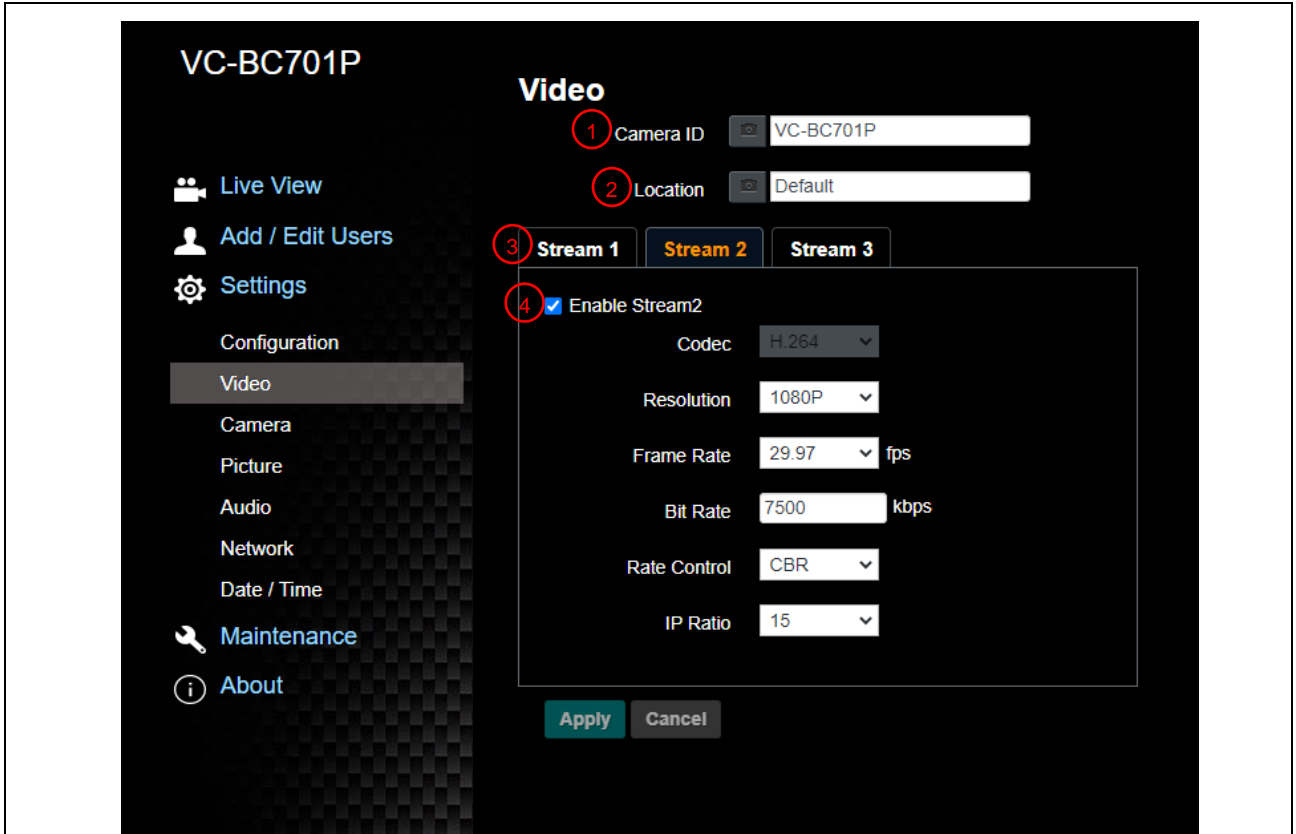 VC-BC701P
Live View
Add / Edit Users
Settings
Configuration
Video
Camera
Picture
Audio
Network
Date / Time
Maintenance
About
Video
1 Camera ID VC-BC701P
2 Location Default
3 Stream 1 Stream 2 Stream 3
4 Enable Stream2
Codec H.264
Resolution 1080P
Frame Rate 29.97 fps
Bit Rate 7500 kbps
Rate Control CBR
IP Ratio 15
Apply Cancel